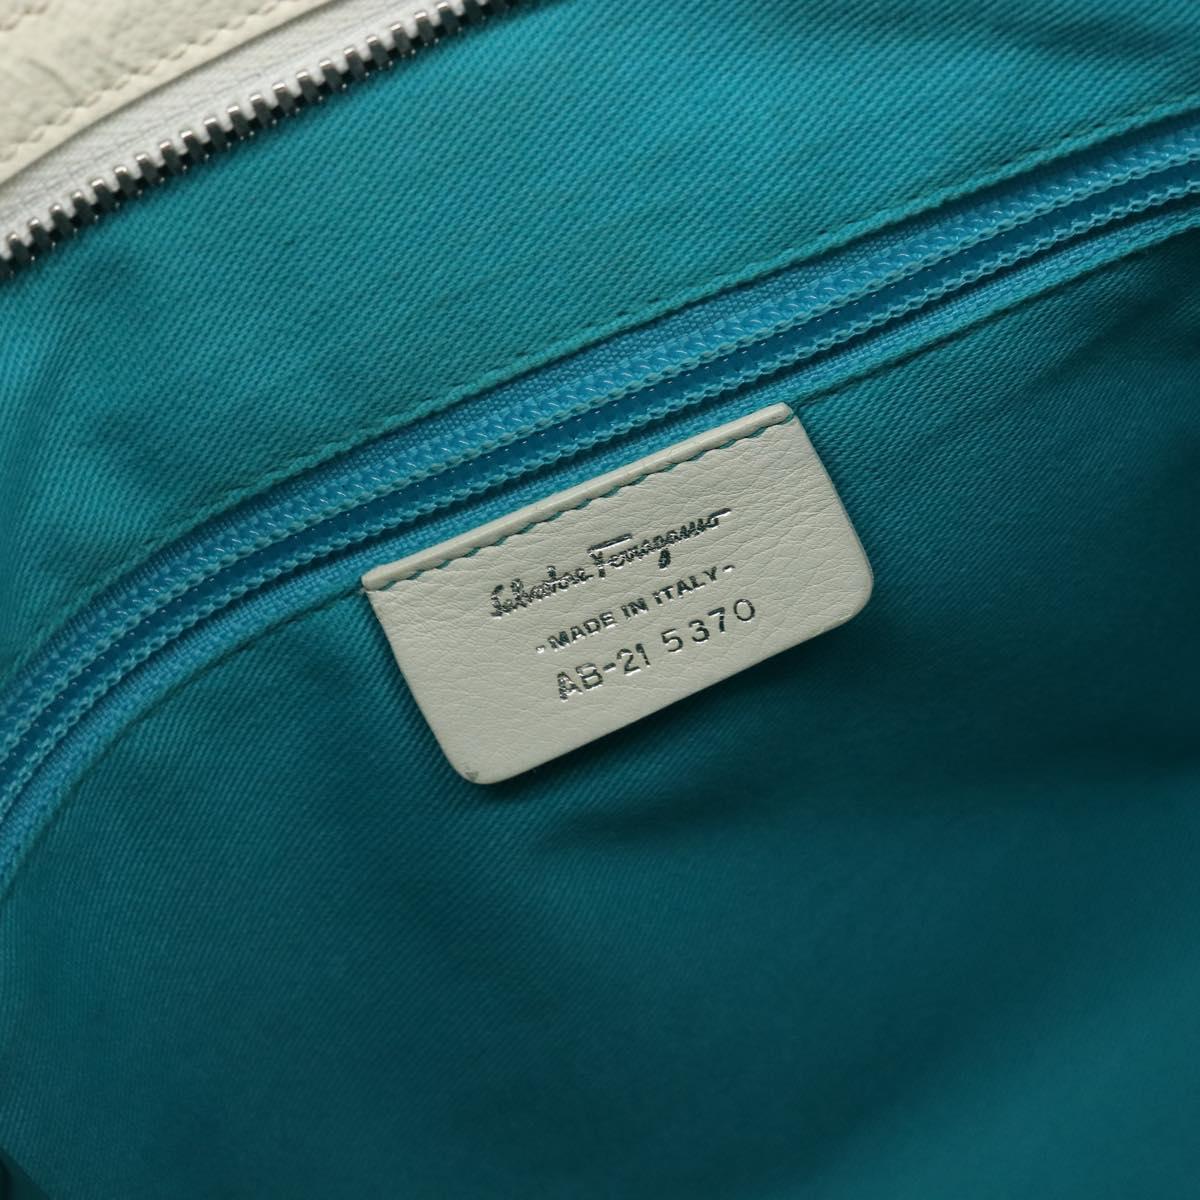 Salvatore Ferragamo
-MADE IN ITALY-
AB-21 5370